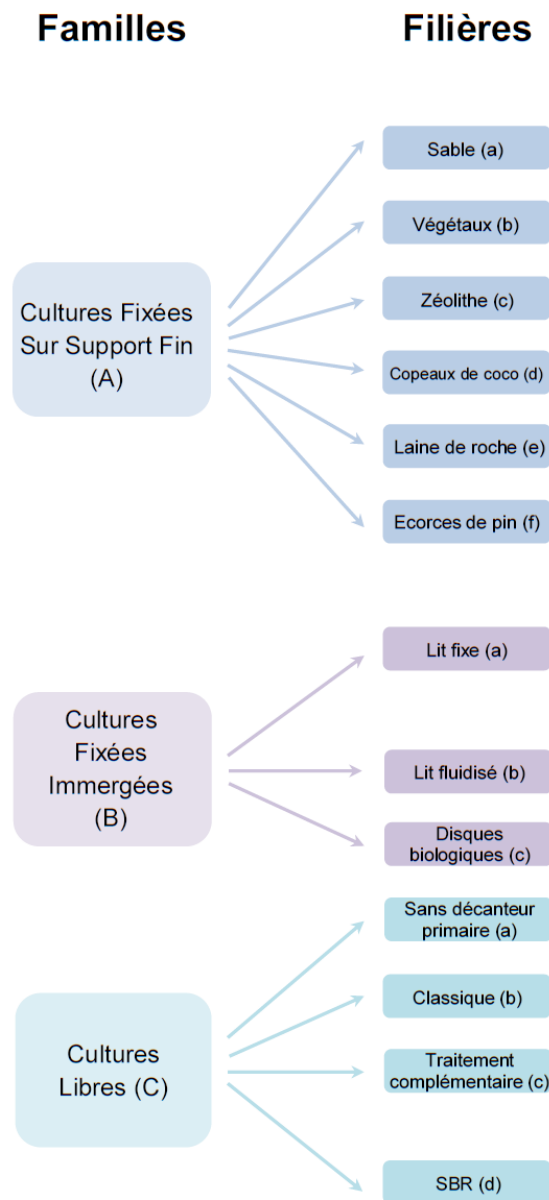 Familles
Filières
Cultures Fixées
Sur Support Fin
(A)
Sable (a)
Végétaux (b)
Zéolithe (c)
Copeaux de coco (d)
Laine de roche (e)
Ecorces de pin (f)
Cultures
Fixées
Immergées
(B)
Lit fixe (a)
Lit fluidisé (b)
Disques
biologiques (c)
Cultures
Libres (C)
Sans décanteur
primaire (a)
Classique (b)
Traitement
complémentaire (c)
SBR (d)